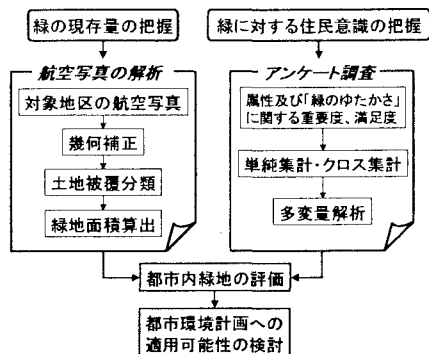 緑の現存量の把握
航空写真の解析
対象地区の航空写真
幾何補正
土地被覆分類
緑地面積算出
緑に対する住民意識の把握
アンケート調査
属性及び「緑のゆたかさ」
に関する重要度、満足度
単純集計・クロス集計
多変量解析
都市内緑地の評価
都市環境計画への
適用可能性の検討